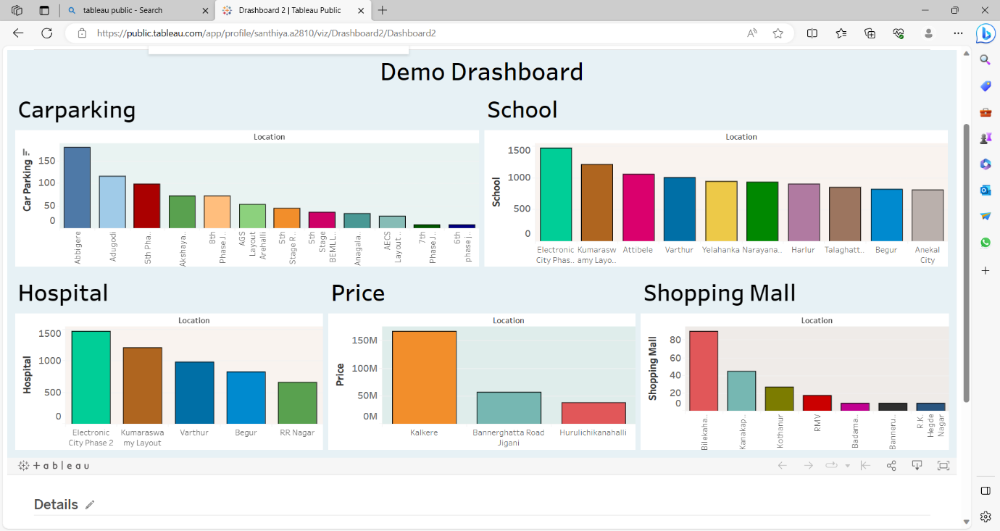 tableau public - Search
Drashboard 2 | Tableau Public
https://public.tableau.com/app/profile/santhiya.a2810/viz/Drashboard2/Dashboard2
Demo Drashboard
Carparking
Location
Car Parking
150
100
50
0
Abbigere
Adugodi
5th Pha..
Akshaya..
8th
Phase J..
AGS
Layout
Arehalli
5th
Stage R..
5th
Stage
BEML L..
Anagala..
AECS
Layout ..
7th
Phase J..
6th
phase j..
School
Location
School
1500
1000
500
0
Electronic
City Phas..
Kumarasw
amy Layo..
Attibele
Varthur
Yelahanka
Narayana..
Harlur
Talaghatt..
Begur
Anekal
City
Hospital
Location
Hospital
1500
1000
500
0
Electronic
City Phase 2
Kumaraswa
my Layout
Varthur
Begur
RR Nagar
Price
Location
Price
150M
100M
50M
0M
Kalkere
Bannerghatta Road
Jigani
Hurulichikanahalli
Shopping Mall
Location
Shopping Mall
80
60
40
20
0
Bilekaha..
Kanakap..
Kothanur
RMV
Badama..
Banneru..
R.K.
Hegde
Nagar
+ a b | e a u
Details